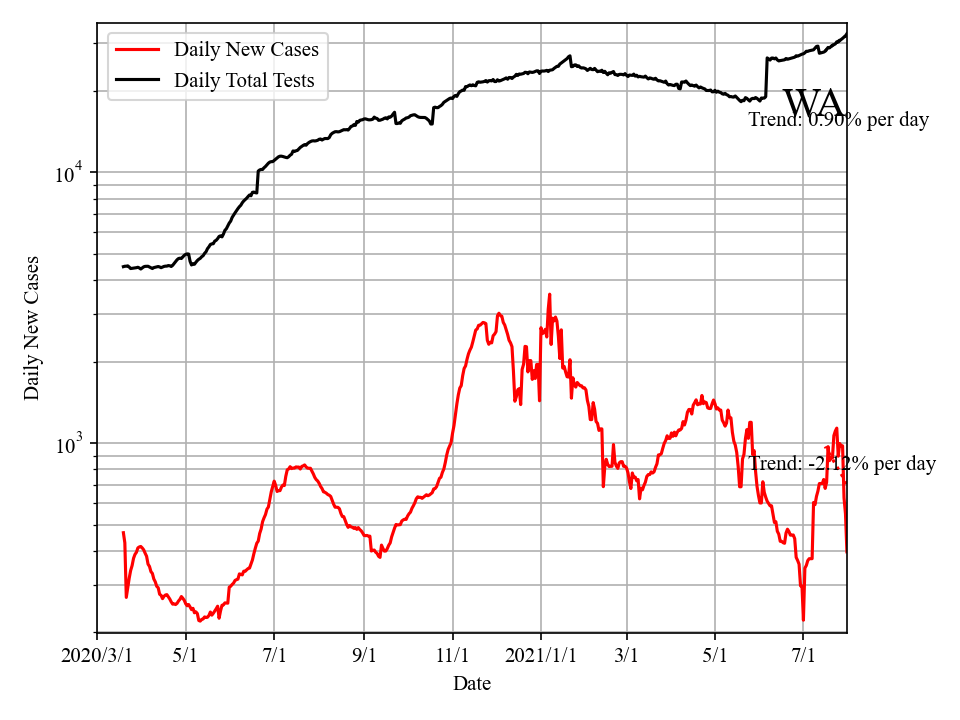 Daily New Cases
Daily Total Tests
WA
Trend: 0.90% per day
10^4
Daily New Cases
10^3
Trend: -2.12% per day
2020/3/1 5/1 7/1 9/1 11/1 2021/1/1 3/1 5/1 7/1
Date